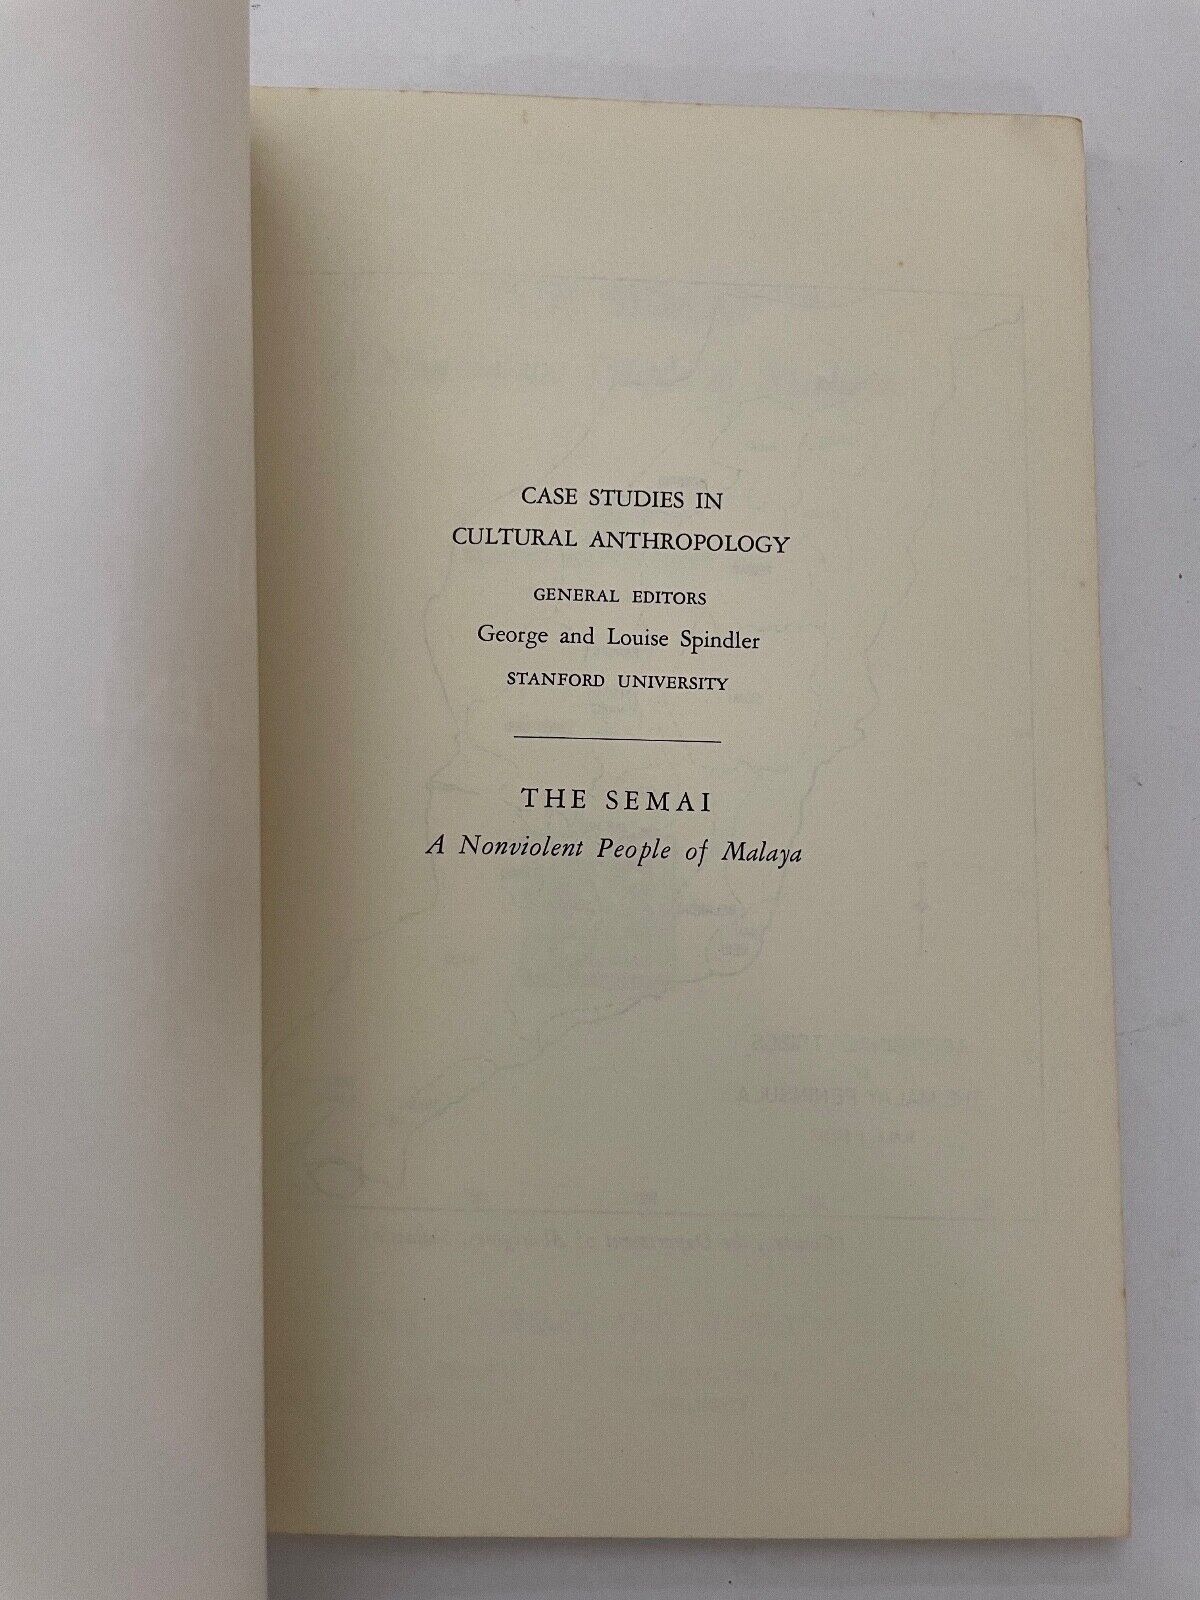 CASE STUDIES IN
CULTURAL ANTHROPOLOGY
GENERAL EDITORS
George and Louise Spindler
STANFORD UNIVERSITY
THE SEMAI
A Nonviolent People of Malaya